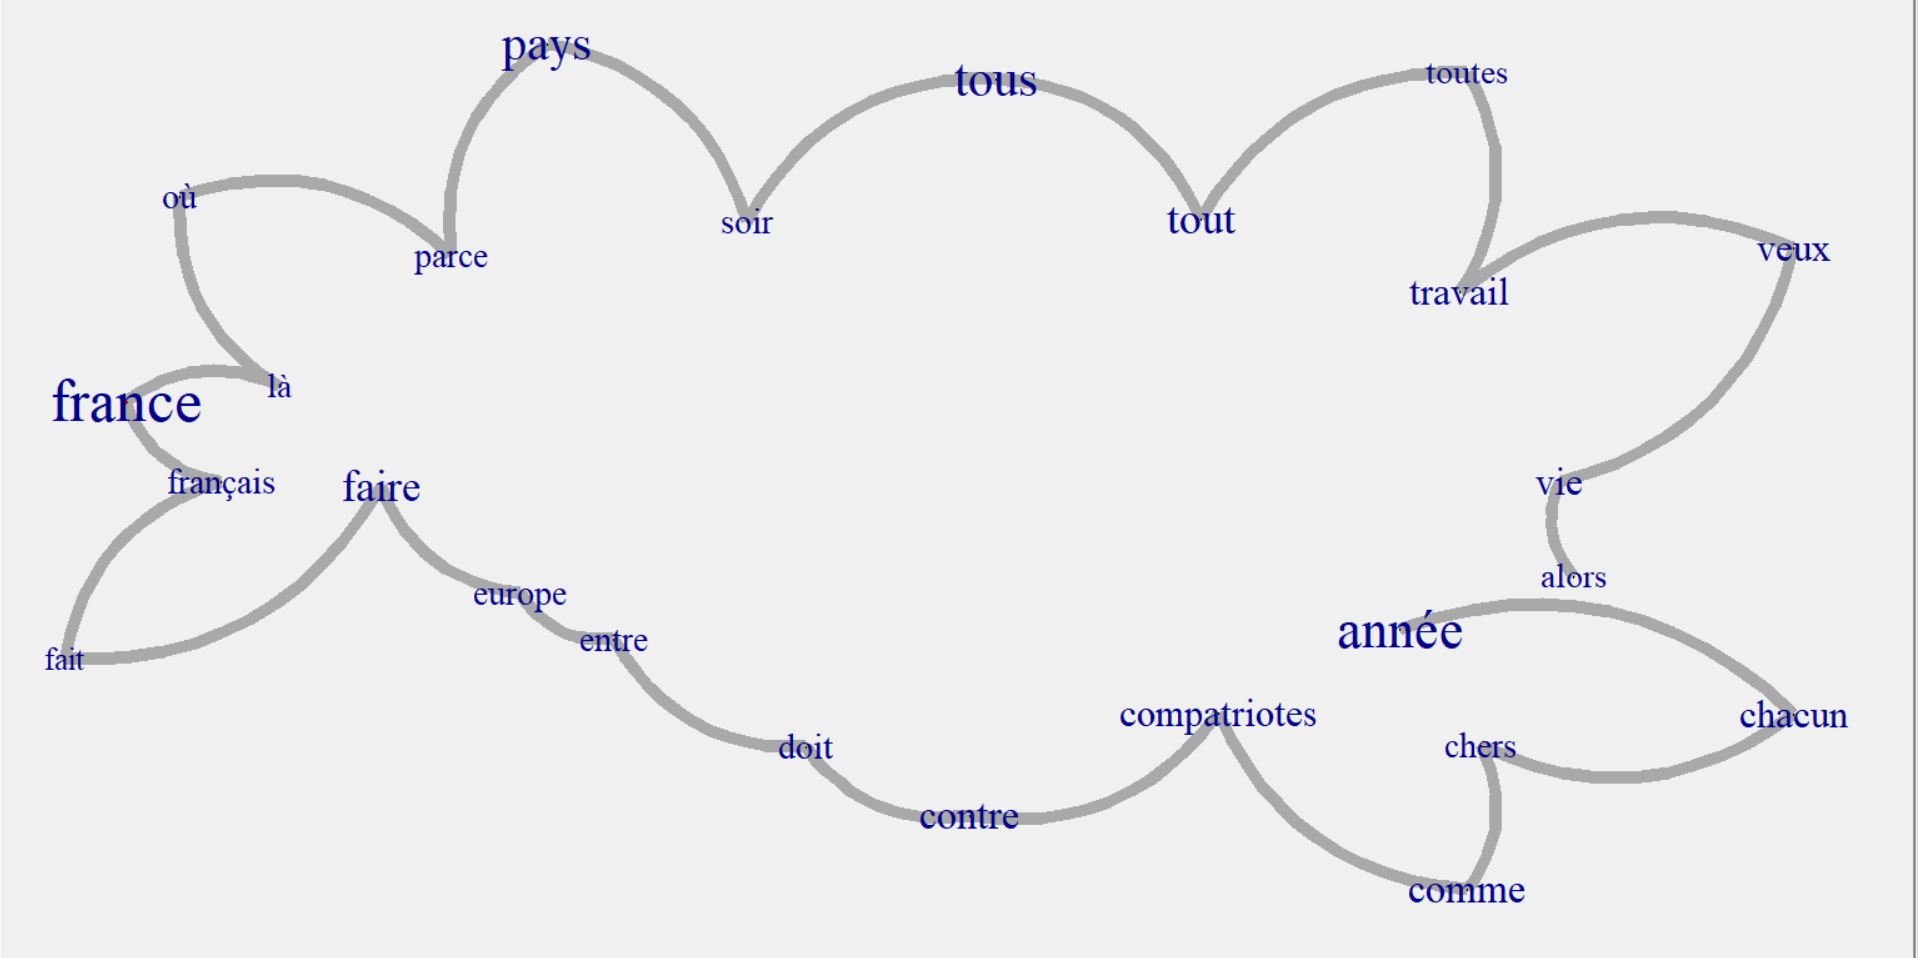 pays
tous
toutes
où
soir
tout
veux
parce
travail
là
france
français
faire
vie
alors
europe
année
entre
fait
compatriotes
chacun
doit
chers
contre
comme